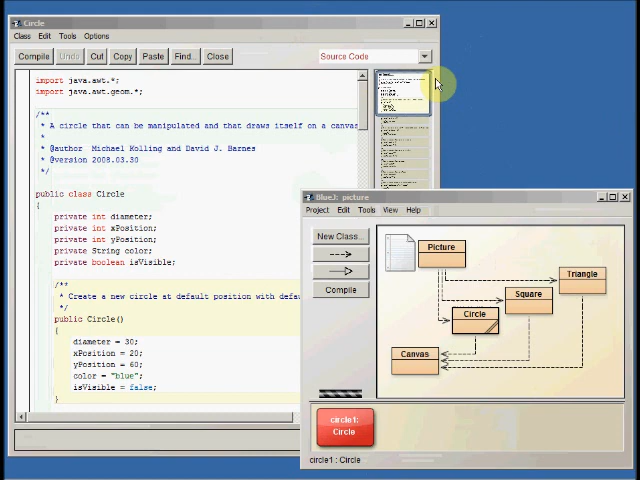 Circle
Class Edit Tools Options
Compile Undo Cut Copy Paste Find... Close Source Code
import java.awt.*;
import java.awt.geom.*;
/**
* A circle that can be manipulated and that draws itself on a canvas
*
* @author Michael Kolling and David J. Barnes
* @version 2008.03.30
*/
public class Circle
{
private int diameter;
private int xPosition;
private int yPosition;
private String color;
private boolean isVisible;
/**
* Create a new circle at default position with defau
*/
public Circle()
{
diameter = 30;
xPosition = 20;
yPosition = 60;
color = "blue";
isVisible = false;
}
BlueJ: picture
Project Edit Tools View Help
New Class...
Compile
Picture
Triangle
Square
Circle
Canvas
circle1:
Circle
circle1 : Circle